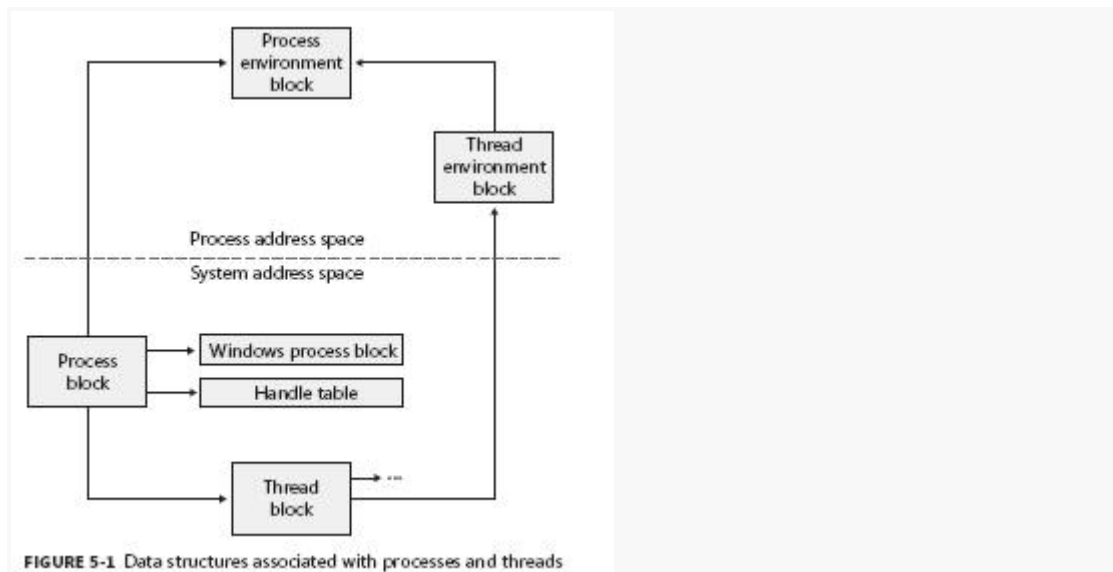 Process
environment
block
Thread
environment
block
Process address space
System address space
Process
block
Windows process block
Handle table
Thread
block
...
FIGURE 5-1 Data structures associated with processes and threads